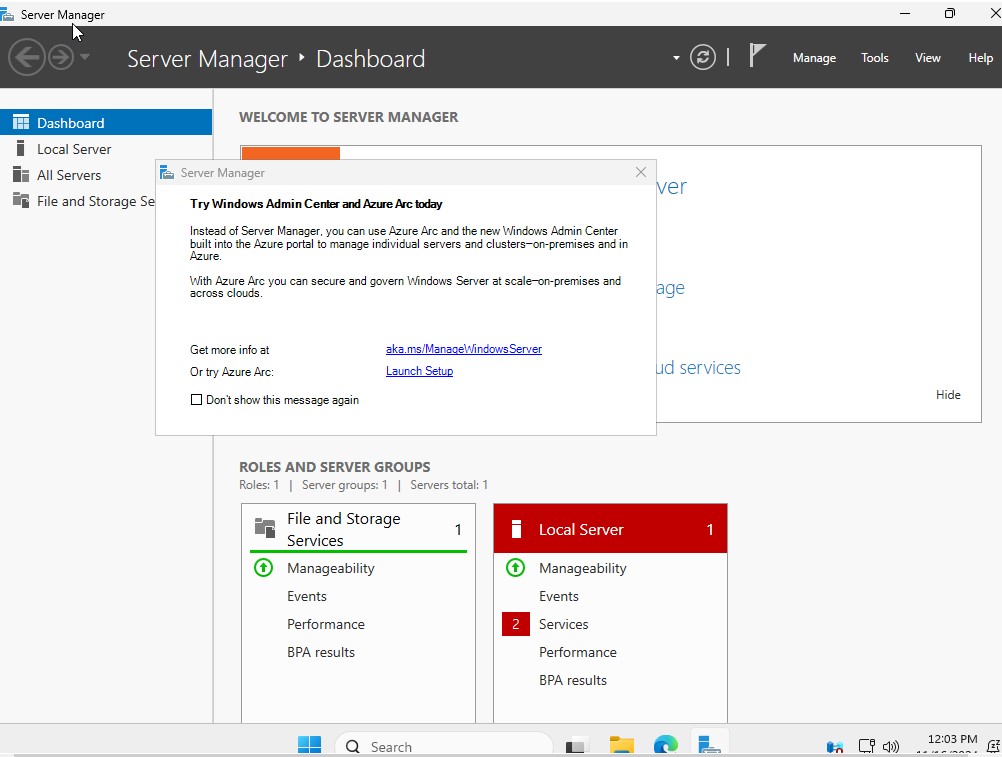 Server Manager
Server Manager ‣ Dashboard
Manage
Tools
View
Help
Dashboard
Local Server
All Servers
File and Storage Se
WELCOME TO SERVER MANAGER
ver
age
ud services
Hide
Server Manager
Try Windows Admin Center and Azure Arc today
Instead of Server Manager, you can use Azure Arc and the new Windows Admin Center
built into the Azure portal to manage individual servers and clusters—on-premises and in
Azure.
With Azure Arc you can secure and govern Windows Server at scale—on-premises and
across clouds.
Get more info at aka.ms/ManageWindowsServer
Or try Azure Arc: Launch Setup
Don't show this message again
ROLES AND SERVER GROUPS
Roles: 1 | Server groups: 1 | Servers total: 1
File and Storage
Services 1
Manageability
Events
Performance
BPA results
Local Server 1
Manageability
Events
2 Services
Performance
BPA results
Search
12:03 PM